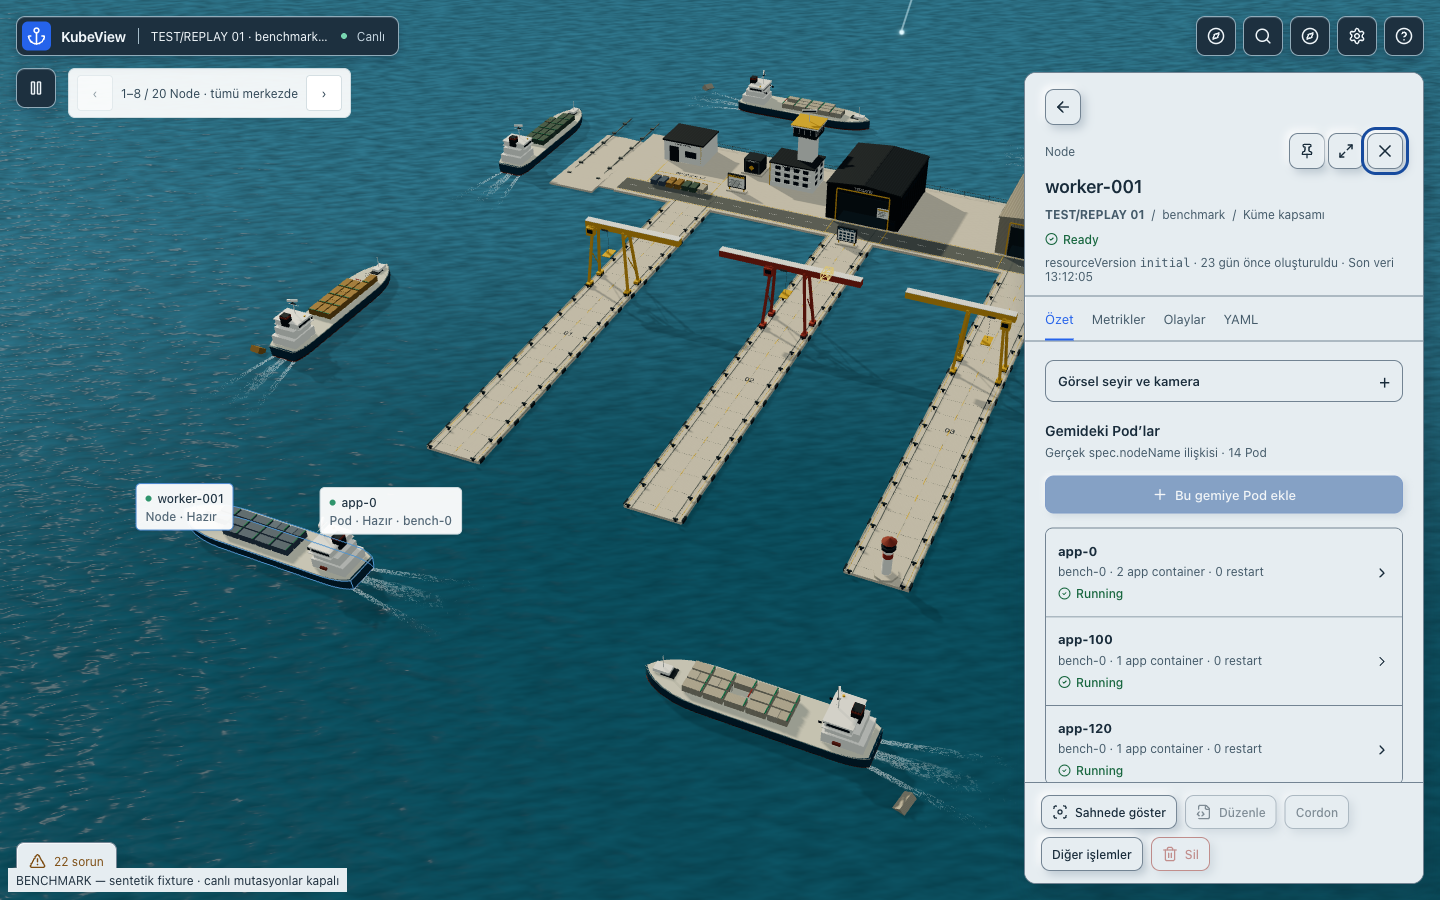 KubeView
TEST/REPLAY 01 · benchmark…
Canlı
1–8 / 20 Node · tümü merkezde
01
02
03
worker-001
Node · Hazır
app-0
Pod · Hazır · bench-0
22 sorun
BENCHMARK — sentetik fixture · canlı mutasyonlar kapalı
Node
worker-001
TEST/REPLAY 01 / benchmark / Küme kapsamı
Ready
resourceVersion initial · 23 gün önce oluşturuldu · Son veri
13:12:05
Özet Metrikler Olaylar YAML
Görsel seyir ve kamera
Gemideki Pod’lar
Gerçek spec.nodeName ilişkisi · 14 Pod
Bu gemiye Pod ekle
app-0
bench-0 · 2 app container · 0 restart
Running
app-100
bench-0 · 1 app container · 0 restart
Running
app-120
bench-0 · 1 app container · 0 restart
Running
Sahnede göster
Düzenle
Cordon
Diğer işlemler
Sil